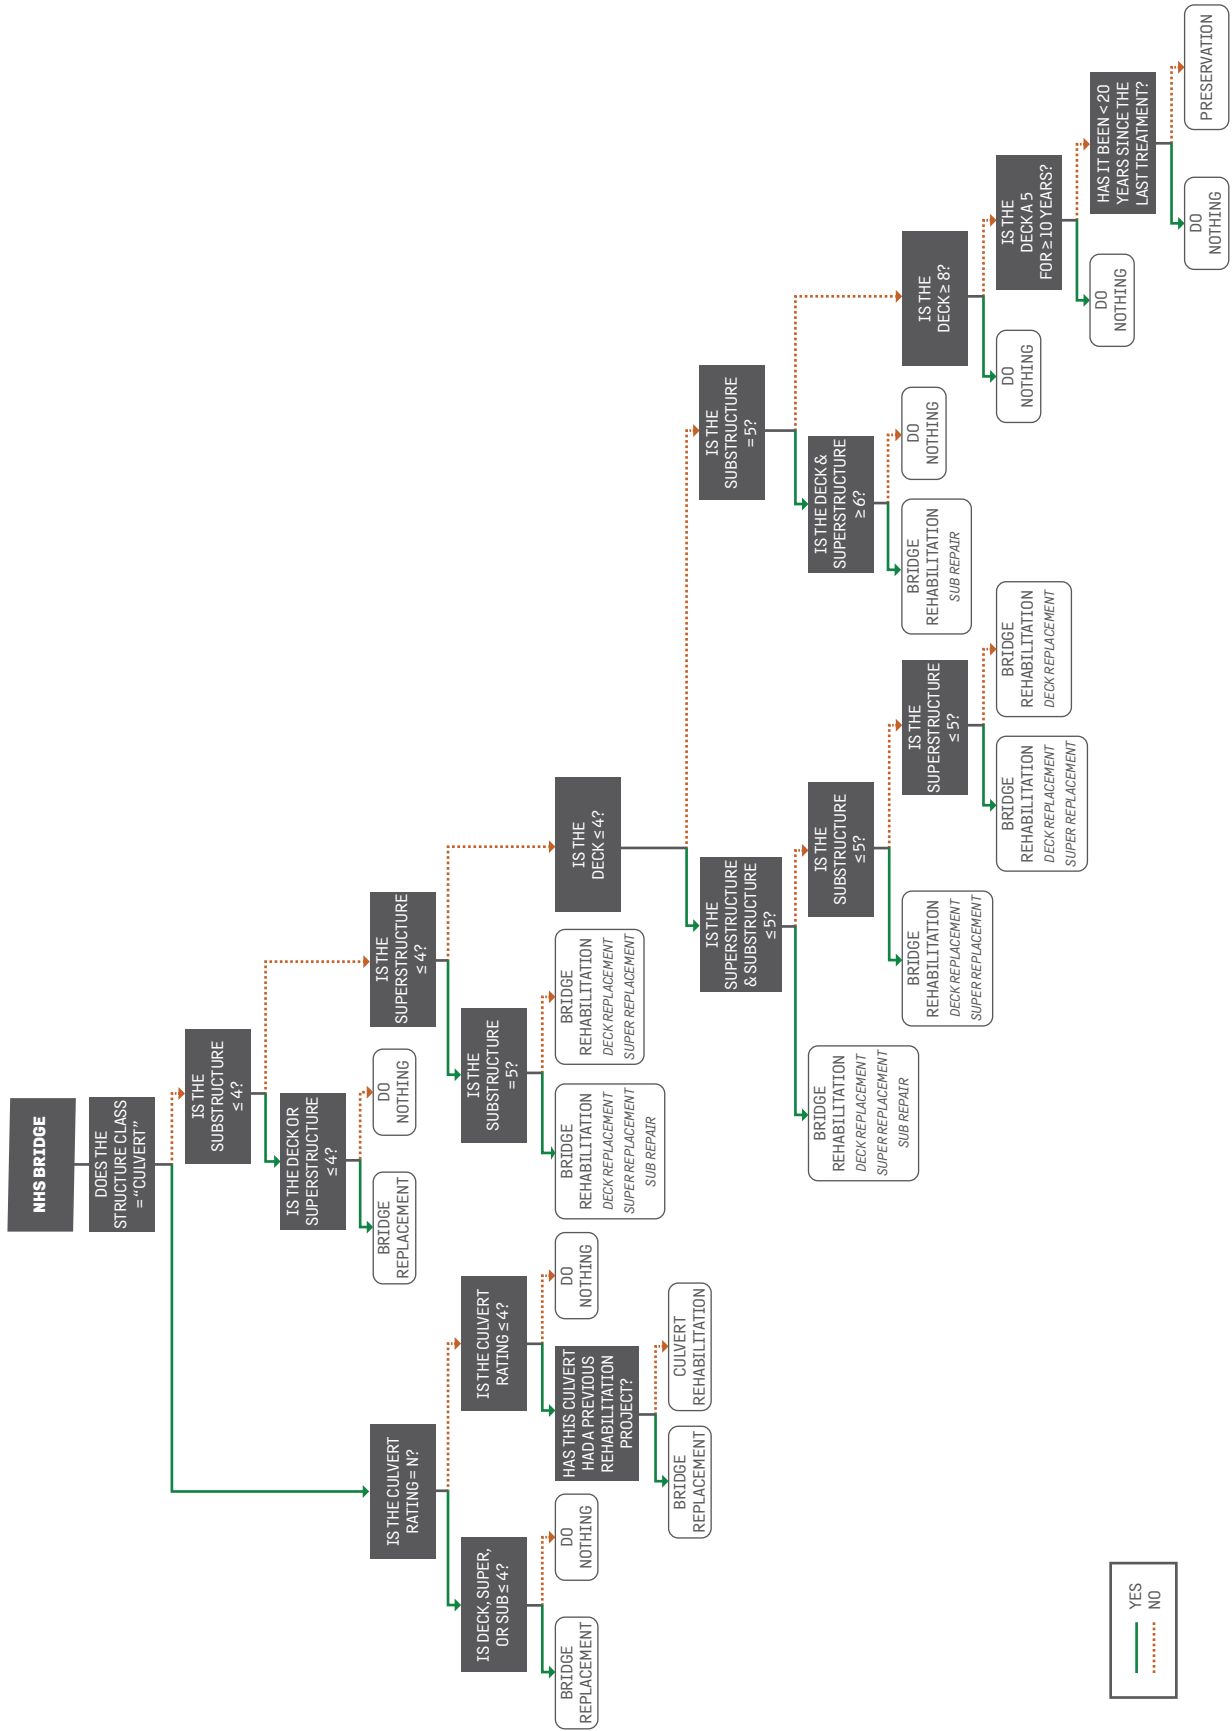 NHS BRIDGE
DOES THE
STRUCTURE CLASS
= “CULVERT”
IS THE
SUBSTRUCTURE
≤ 4?
IS THE DECK OR
SUPERSTRUCTURE
≤ 4?
BRIDGE
REPLACEMENT
DO
NOTHING
IS THE CULVERT
RATING = N?
IS THE
SUPERSTRUCTURE
≤ 4?
IS DECK, SUPER,
OR SUB ≤ 4?
IS THE CULVERT
RATING ≤ 4?
IS THE
SUBSTRUCTURE
= 5?
BRIDGE
REPLACEMENT
DO
NOTHING
HAS THIS CULVERT
HAD A PREVIOUS
REHABILITATION
PROJECT?
DO
NOTHING
BRIDGE
REHABILITATION
DECK REPLACEMENT
SUPER REPLACEMENT
SUB REPAIR
BRIDGE
REHABILITATION
DECK REPLACEMENT
SUPER REPLACEMENT
IS THE
DECK ≤ 4?
BRIDGE
REPLACEMENT
CULVERT
REHABILITATION
IS THE
SUPERSTRUCTURE
& SUBSTRUCTURE
≤ 5?
IS THE
SUBSTRUCTURE
= 5?
BRIDGE
REHABILITATION
DECK REPLACEMENT
SUPER REPLACEMENT
SUB REPAIR
IS THE
SUBSTRUCTURE
≤ 5?
IS THE DECK &
SUPERSTRUCTURE
≥ 6?
BRIDGE
REHABILITATION
DECK REPLACEMENT
SUPER REPLACEMENT
IS THE
SUPERSTRUCTURE
≤ 5?
BRIDGE
REHABILITATION
SUB REPAIR
DO
NOTHING
IS THE
DECK ≥ 8?
BRIDGE
REHABILITATION
DECK REPLACEMENT
SUPER REPLACEMENT
BRIDGE
REHABILITATION
DECK REPLACEMENT
DO
NOTHING
IS THE
DECK A 5
FOR ≥ 10 YEARS?
DO
NOTHING
HAS IT BEEN < 20
YEARS SINCE THE
LAST TREATMENT?
DO
NOTHING
PRESERVATION
YES
NO